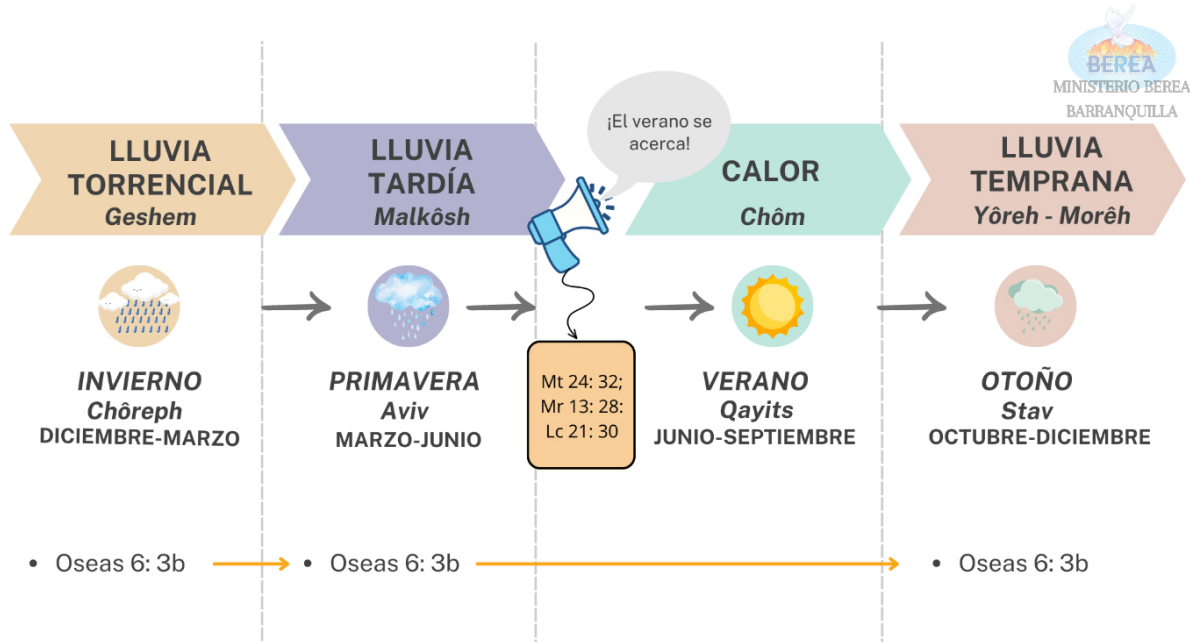 BEREA
MINISTERIO BEREA
BARRANQUILLA
¡El verano se
acerca!
LLUVIA
TORRENCIAL
Geshem
LLUVIA
TARDÍA
Malkôsh
CALOR
Chôm
LLUVIA
TEMPRANA
Yôreh - Morêh
INVIERNO
Chôreph
DICIEMBRE-MARZO
PRIMAVERA
Aviv
MARZO-JUNIO
Mt 24: 32;
Mr 13: 28:
Lc 21: 30
VERANO
Qayits
JUNIO-SEPTIEMBRE
OTOÑO
Stav
OCTUBRE-DICIEMBRE
• Oseas 6: 3b
• Oseas 6: 3b
• Oseas 6: 3b